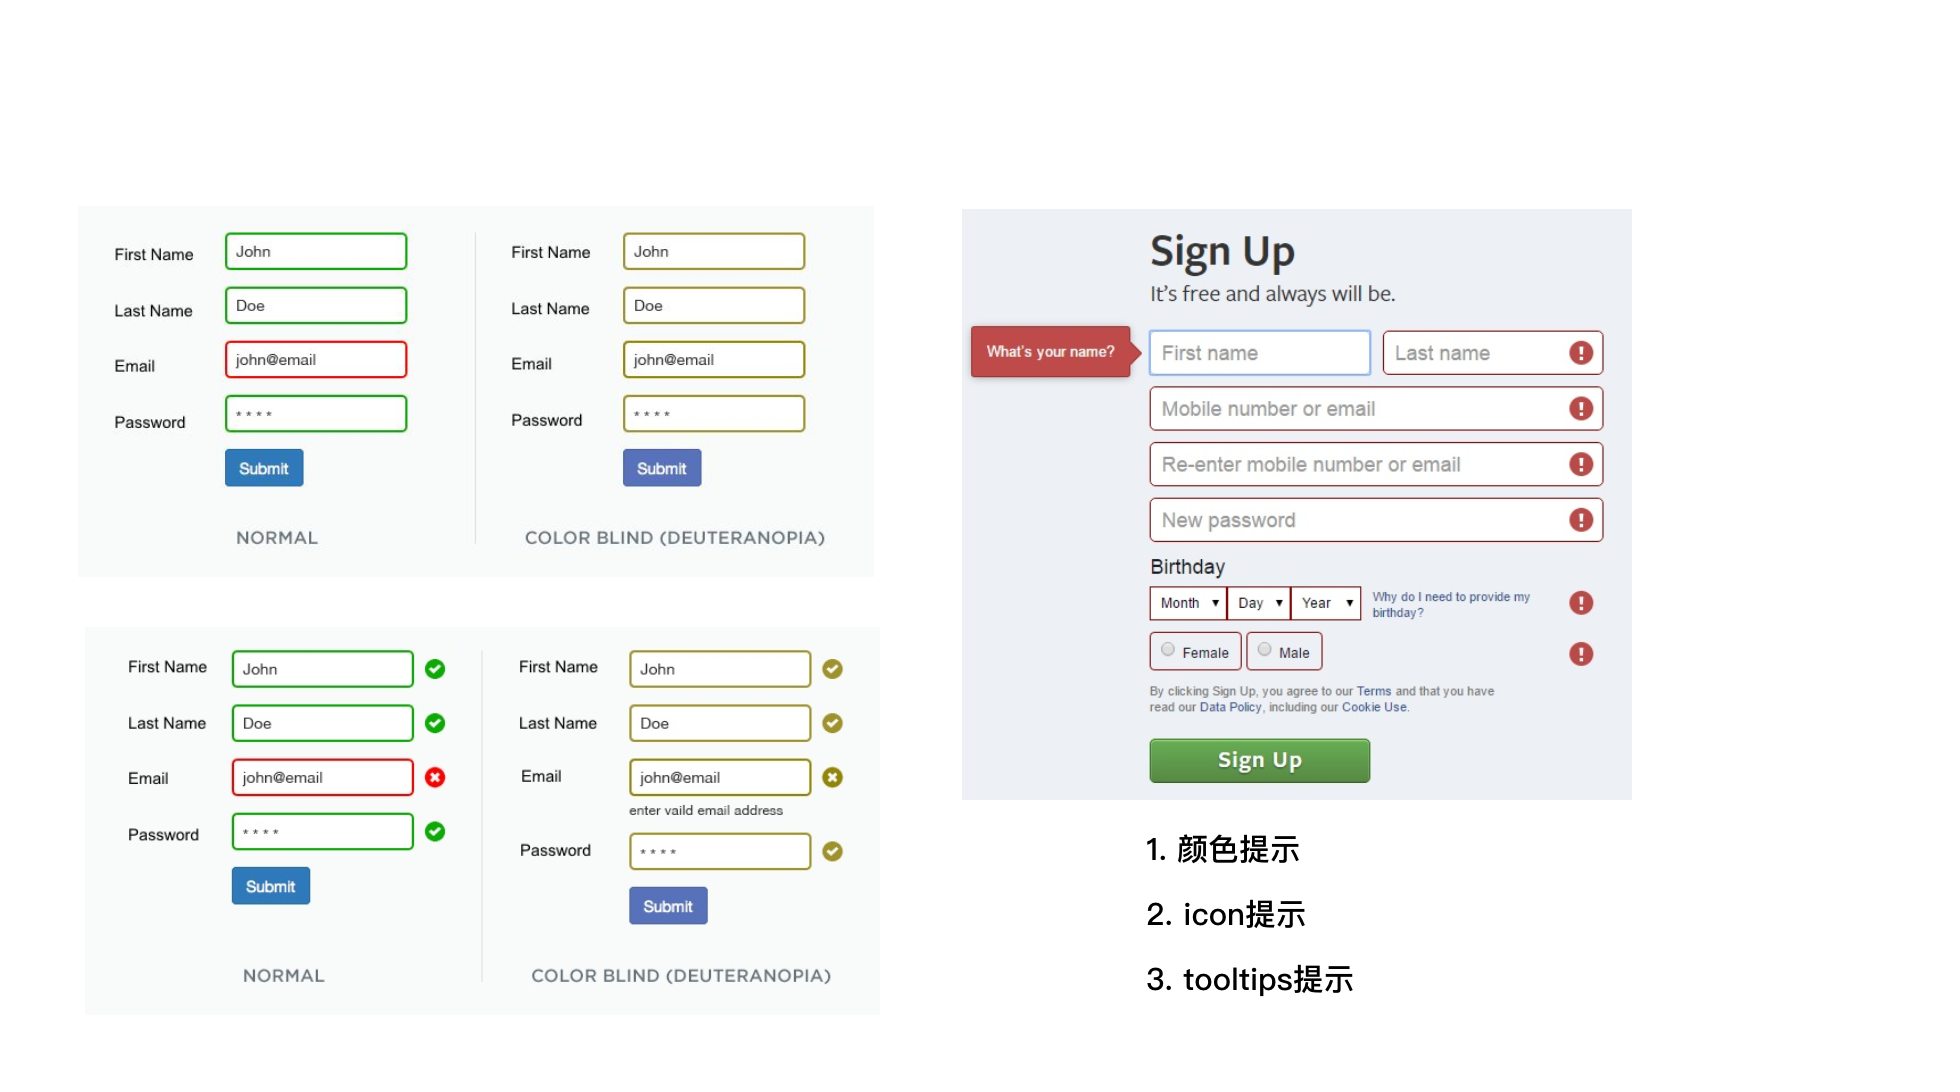 First Name John
Last Name Doe
Email john@email
Password ****
Submit
NORMAL
First Name John
Last Name Doe
Email john@email
Password ****
Submit
COLOR BLIND (DEUTERANOPIA)
First Name John
Last Name Doe
Email john@email
Password ****
Submit
NORMAL
First Name John
Last Name Doe
Email john@email
enter vaild email address
Password ****
Submit
COLOR BLIND (DEUTERANOPIA)
Sign Up
It's free and always will be.
What's your name? First name Last name
Mobile number or email
Re-enter mobile number or email
New password
Birthday
Month Day Year
Why do I need to provide my
birthday?
Female Male
By clicking Sign Up, you agree to our Terms and that you have
read our Data Policy, including our Cookie Use.
Sign Up
1. 颜色提示
2. icon提示
3. tooltips提示